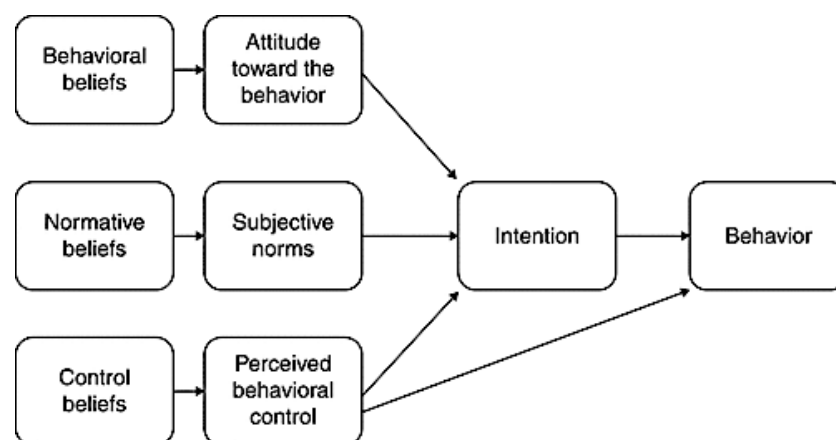 Behavioral
beliefs
Attitude
toward the
behavior
Normative
beliefs
Subjective
norms
Intention
Behavior
Control
beliefs
Perceived
behavioral
control